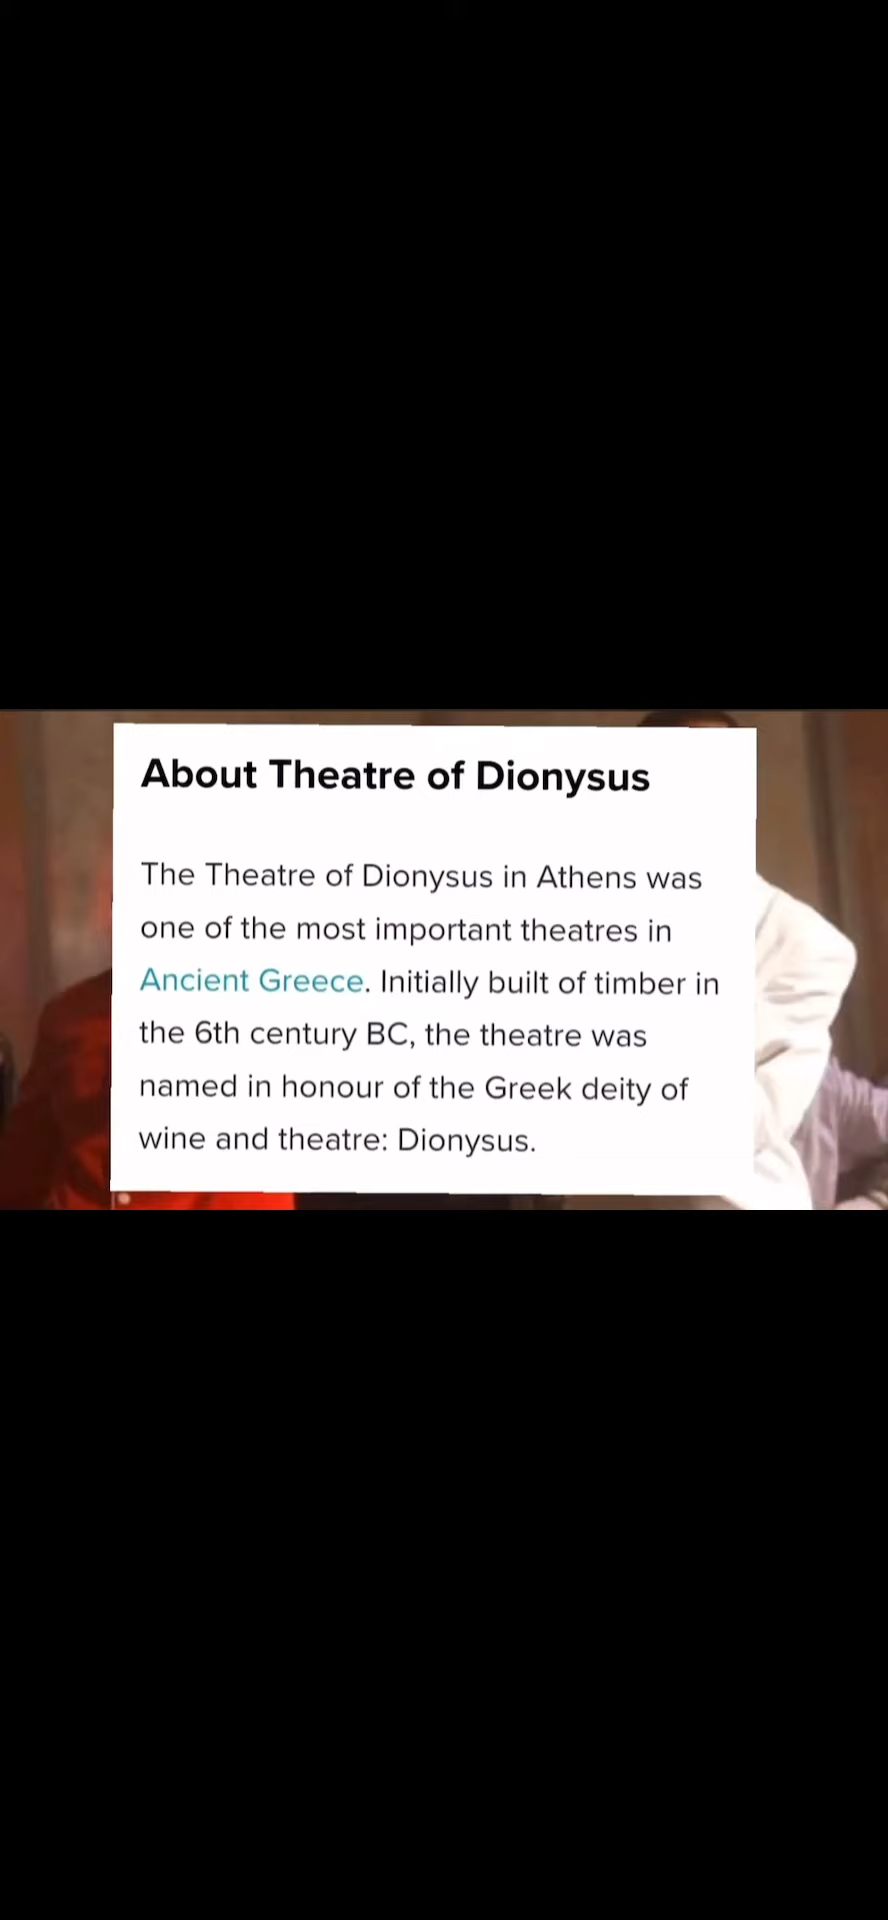 About Theatre of Dionysus
The Theatre of Dionysus in Athens was
one of the most important theatres in
Ancient Greece. Initially built of timber in
the 6th century BC, the theatre was
named in honour of the Greek deity of
wine and theatre: Dionysus.